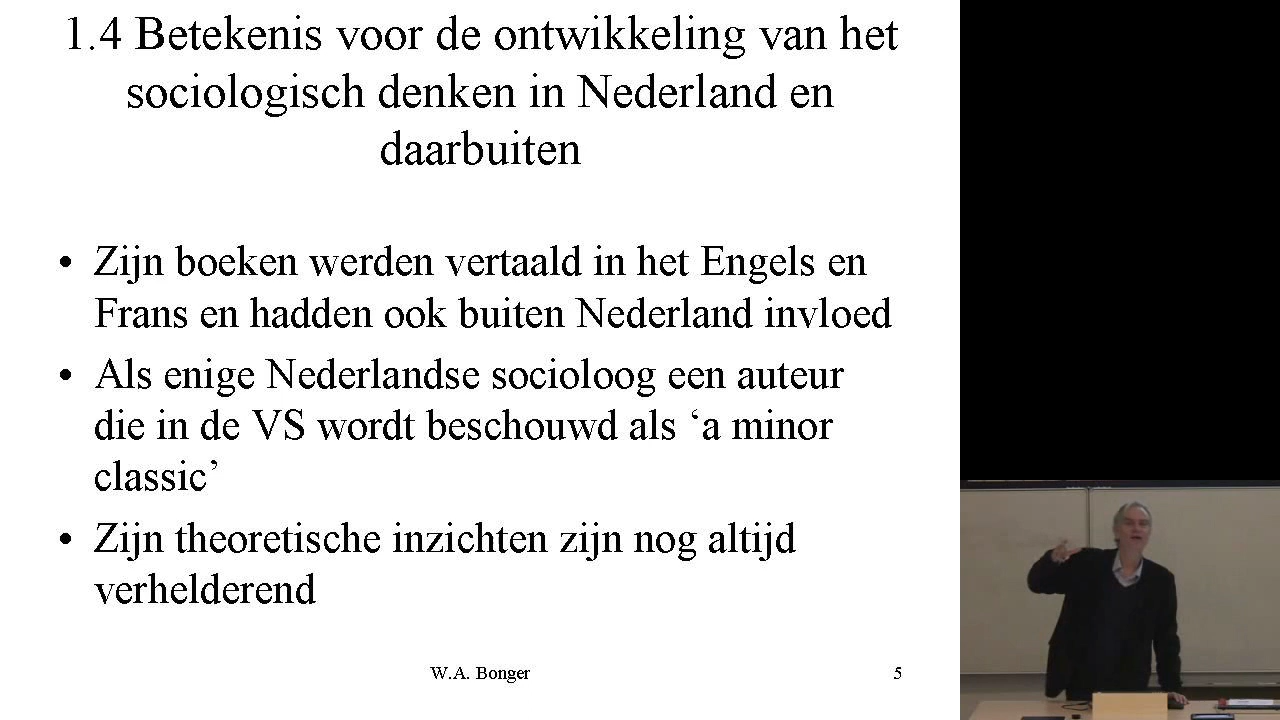 1.4 Betekenis voor de ontwikkeling van het
sociologisch denken in Nederland en
daarbuiten
• Zijn boeken werden vertaald in het Engels en
Frans en hadden ook buiten Nederland invloed
• Als enige Nederlandse socioloog een auteur
die in de VS wordt beschouwd als ‘a minor
classic’
• Zijn theoretische inzichten zijn nog altijd
verhelderend
W.A. Bonger
5